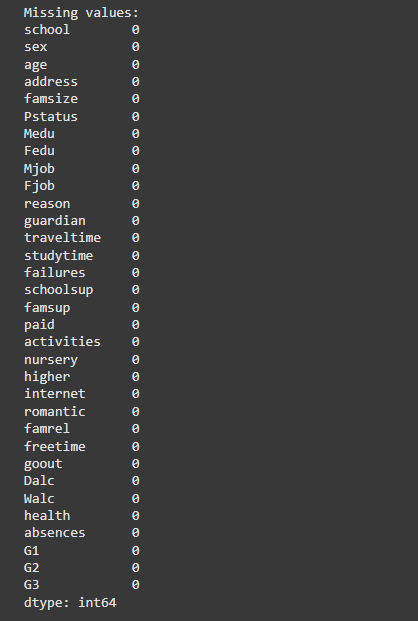 Missing values:
school        0
sex           0
age           0
address       0
famsize       0
Pstatus       0
Medu          0
Fedu          0
Mjob          0
Fjob          0
reason        0
guardian      0
traveltime    0
studytime     0
failures      0
schoolsup     0
famsup        0
paid          0
activities    0
nursery       0
higher        0
internet      0
romantic      0
famrel        0
freetime      0
goout         0
Dalc          0
Walc          0
health        0
absences      0
G1            0
G2            0
G3            0
dtype: int64